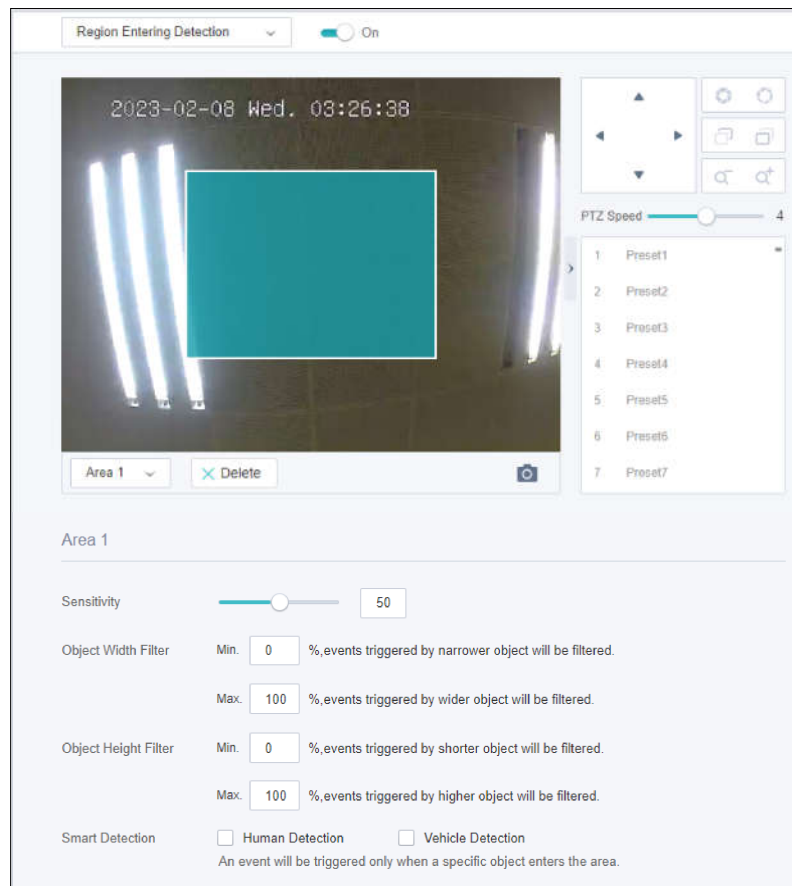 Region Entering Detection On
2023-02-08 Wed. 03:26:38
PTZ Speed 4
1 Preset1
2 Preset2
3 Preset3
4 Preset4
5 Preset5
6 Preset6
7 Preset7
Area 1 Delete
Area 1
Sensitivity 50
Object Width Filter Min. 0 %,events triggered by narrower object will be filtered.
Max. 100 %,events triggered by wider object will be filtered.
Object Height Filter Min. 0 %,events triggered by shorter object will be filtered.
Max. 100 %,events triggered by higher object will be filtered.
Smart Detection Human Detection Vehicle Detection
An event will be triggered only when a specific object enters the area.